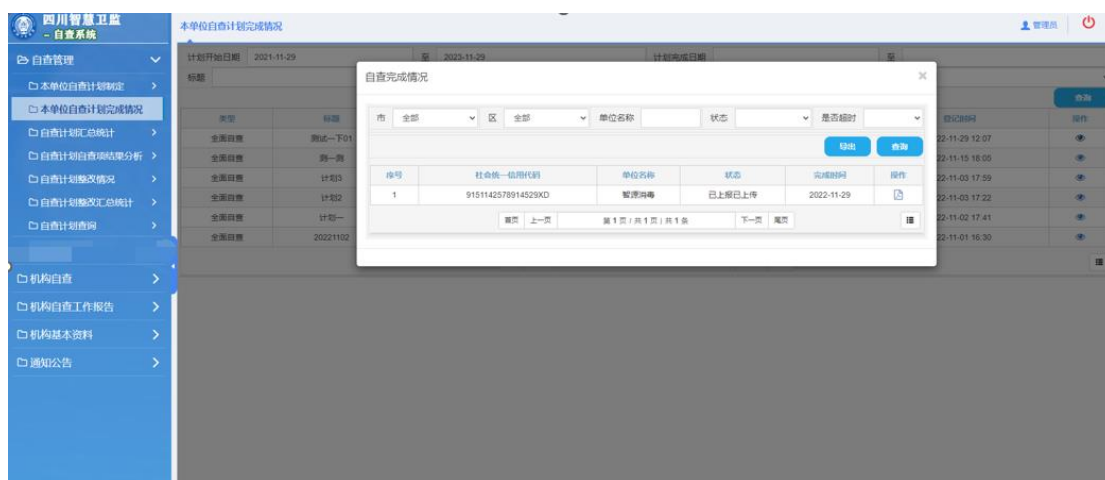 四川智慧卫监
- 自查系统
本单位自查计划完成情况
管理员
自查管理
本单位自查计划制定
本单位自查计划完成情况
自查计划汇总统计
自查计划自查项结果分析
自查计划整改情况
自查计划整改汇总统计
自查计划查询
机构自查
机构自查工作报告
机构基本资料
通知公告
计划开始日期 2021-11-29 至 2023-11-29 计划完成日期 至
标题
查询
类型 标题 登记时间 操作
全面自查 测试一下01 22-11-29 12:07
全面自查 测一测 22-11-15 16:05
全面自查 计划3 22-11-03 17:59
全面自查 计划2 22-11-03 17:22
全面自查 计划一 22-11-02 17:41
全面自查 20221102 22-11-01 16:30
自查完成情况 ×
市 全部 区 全部 单位名称 状态 是否超时
导出 查询
序号 社会统一信用代码 单位名称 状态 完成时间 操作
1 9151142578914529XD 智源消毒 已上报已上传 2022-11-29
首页 上一页 第 1 页 / 共 1 页 | 共 1 条 下一页 尾页